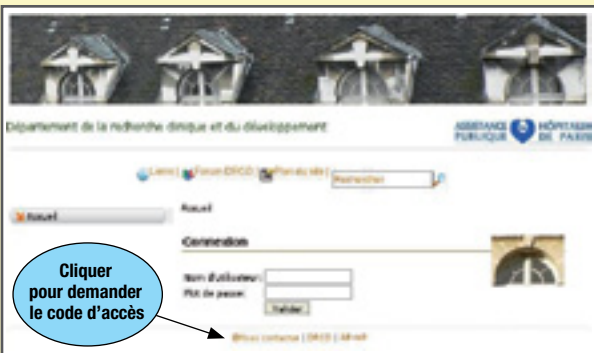 Département de la recherche clinique et du développement
ASSISTANCE PUBLIQUE HÔPITAUX DE PARIS
Liens | Forum DRCD | Plan du site | Rechercher
Accueil
Accueil
Connexion
Nom d'utilisateur:
Mot de passe:
Valider
Cliquer
pour demander
le code d'accès
Nous contacter | DRCD | AP-HP